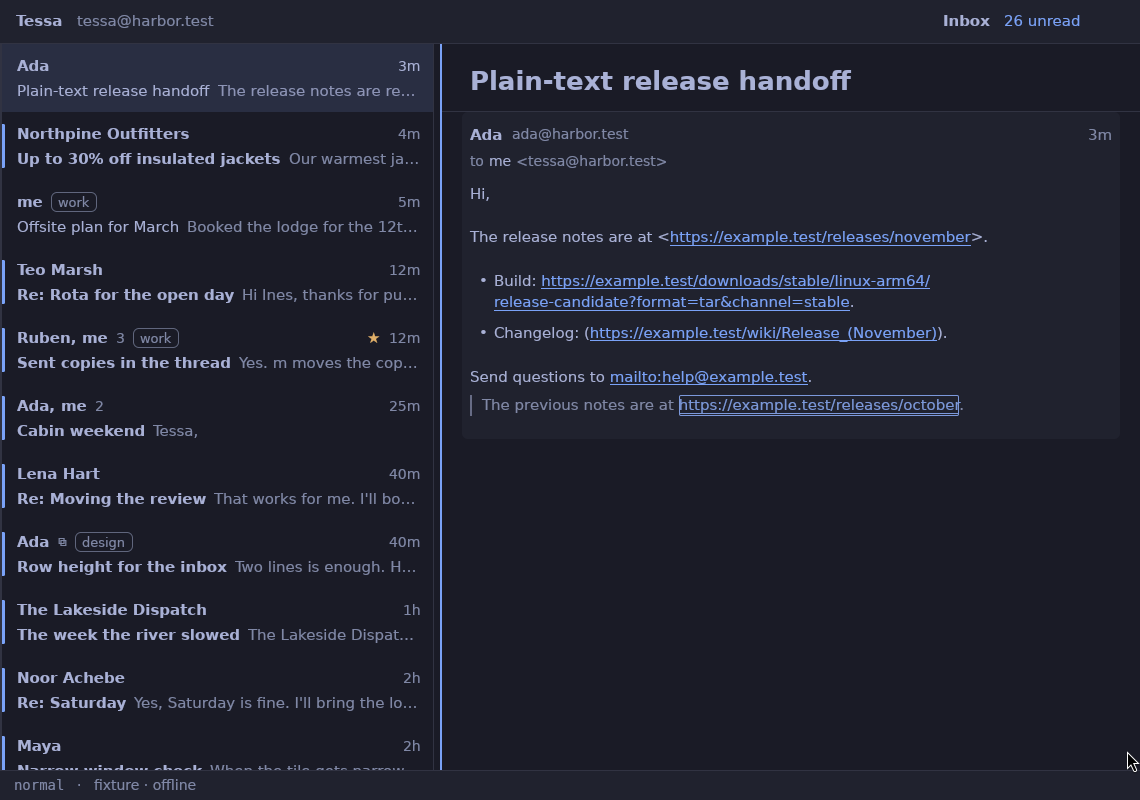 Tessa tessa@harbor.test
Inbox 26 unread
Ada 3m
Plain-text release handoff The release notes are re…
Northpine Outfitters 4m
Up to 30% off insulated jackets Our warmest ja…
me work 5m
Offsite plan for March Booked the lodge for the 12t…
Teo Marsh 12m
Re: Rota for the open day Hi Ines, thanks for pu…
Ruben, me 3 work ★ 12m
Sent copies in the thread Yes. m moves the cop…
Ada, me 2 25m
Cabin weekend Tessa,
Lena Hart 40m
Re: Moving the review That works for me. I'll bo…
Ada design 40m
Row height for the inbox Two lines is enough. H…
The Lakeside Dispatch 1h
The week the river slowed The Lakeside Dispat…
Noor Achebe 2h
Re: Saturday Yes, Saturday is fine. I'll bring the lo…
Maya 2h
Narrow window check When the tile gets narrow…
Plain-text release handoff
Ada ada@harbor.test 3m
to me <tessa@harbor.test>
Hi,
The release notes are at <https://example.test/releases/november>.
• Build: https://example.test/downloads/stable/linux-arm64/
release-candidate?format=tar&channel=stable.
• Changelog: (https://example.test/wiki/Release_(November)).
Send questions to mailto:help@example.test.
The previous notes are at https://example.test/releases/october.
normal · fixture · offline